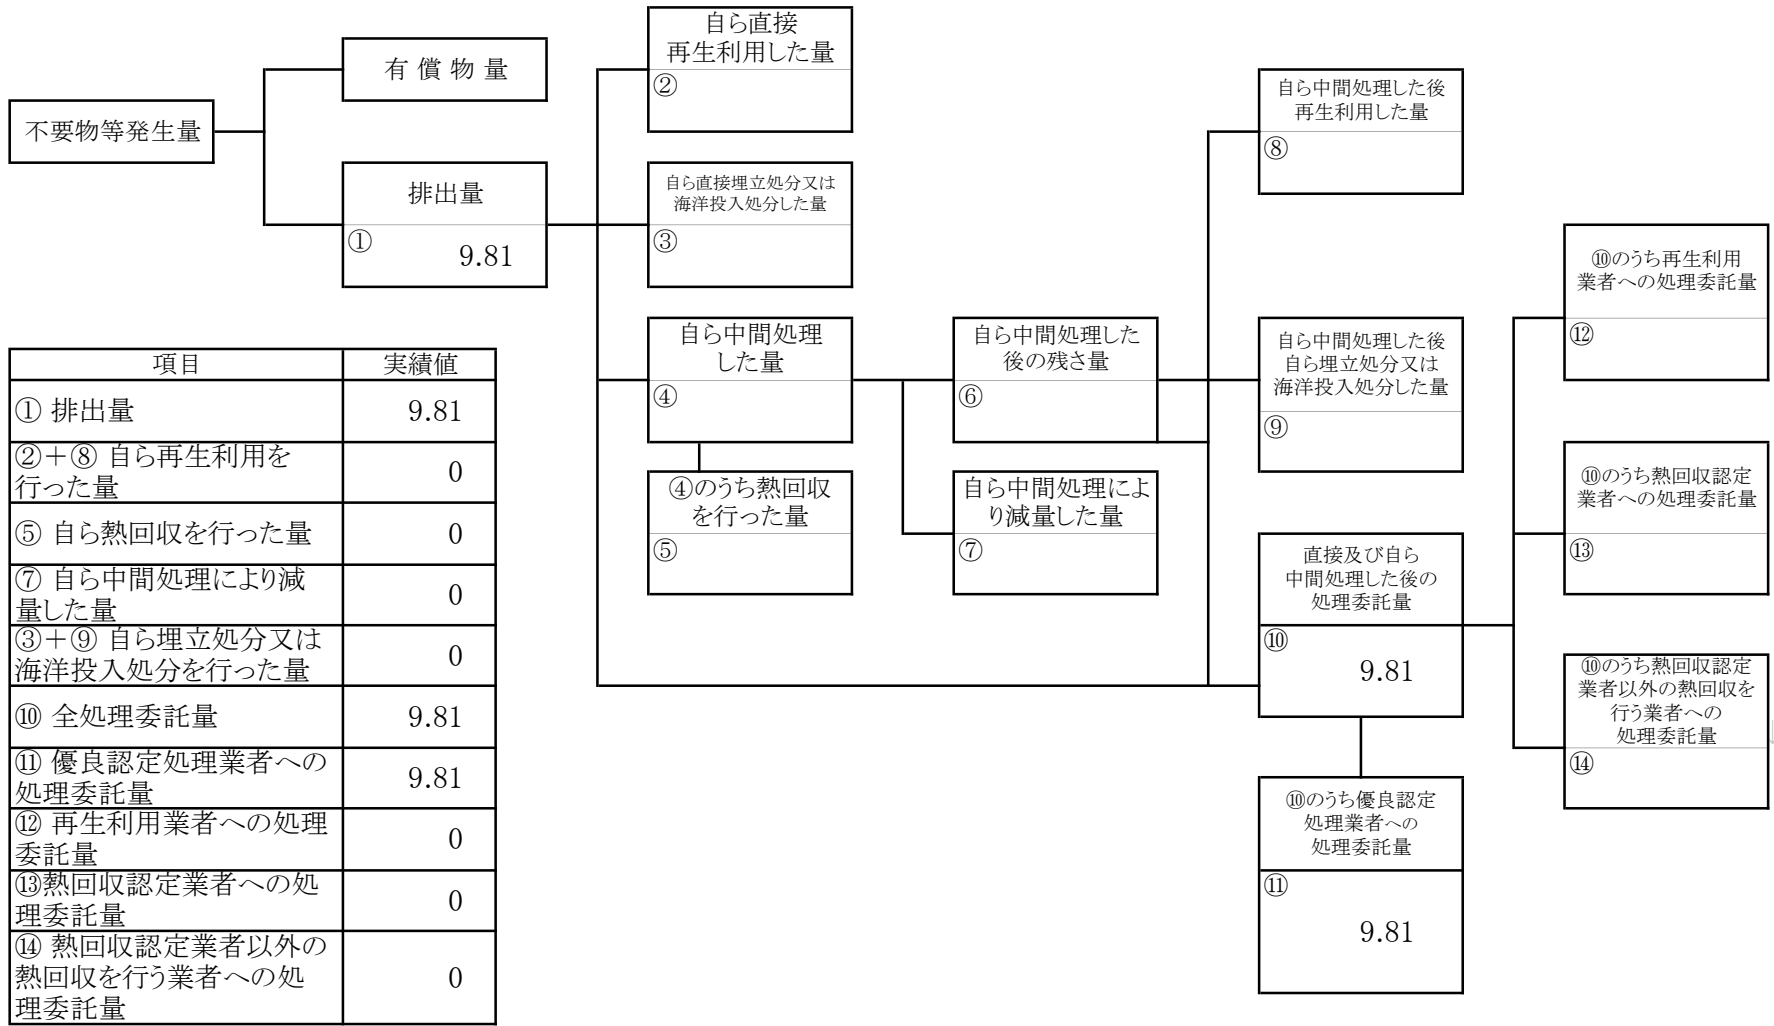 不要物等発生量
有 償 物 量
排出量
①
9.81
自ら直接
再生利用した量
②
自ら直接埋立処分又は
海洋投入処分した量
③
自ら中間処理
した量
④
④のうち熱回収
を行った量
⑤
自ら中間処理した
後の残さ量
⑥
自ら中間処理によ
り減量した量
⑦
自ら中間処理した後
再生利用した量
⑧
自ら中間処理した後
自ら埋立処分又は
海洋投入処分した量
⑨
直接及び自ら
中間処理した後の
処理委託量
⑩
9.81
⑩のうち優良認定
処理業者への
処理委託量
⑪
9.81
⑩のうち再生利用
業者への処理委託量
⑫
⑩のうち熱回収認定
業者への処理委託量
⑬
⑩のうち熱回収認定
業者以外の熱回収を
行う業者への
処理委託量
⑭
項目 実績値
① 排出量 9.81
②＋⑧ 自ら再生利用を
行った量 0
⑤ 自ら熱回収を行った量 0
⑦ 自ら中間処理により減
量した量 0
③＋⑨ 自ら埋立処分又は
海洋投入処分を行った量 0
⑩ 全処理委託量 9.81
⑪ 優良認定処理業者への
処理委託量 9.81
⑫ 再生利用業者への処理
委託量 0
⑬熱回収認定業者への処
理委託量 0
⑭ 熱回収認定業者以外の
熱回収を行う業者への処 0
理委託量